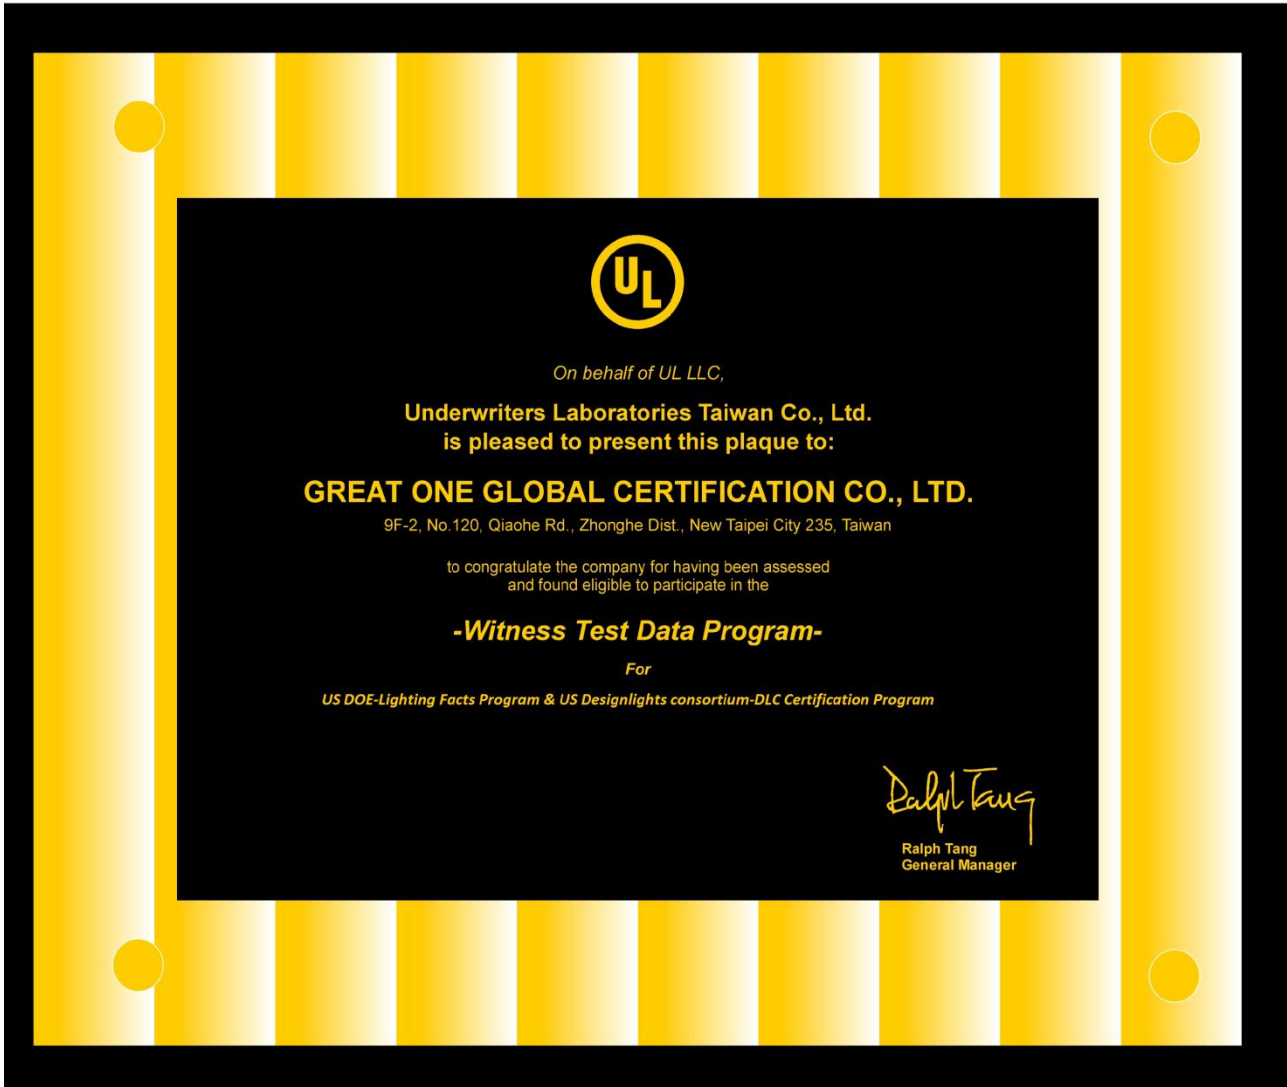 UL
On behalf of UL LLC,
Underwriters Laboratories Taiwan Co., Ltd.
is pleased to present this plaque to:
GREAT ONE GLOBAL CERTIFICATION CO., LTD.
9F-2, No.120, Qiaohe Rd., Zhonghe Dist., New Taipei City 235, Taiwan
to congratulate the company for having been assessed
and found eligible to participate in the
-Witness Test Data Program-
For
US DOE-Lighting Facts Program & US Designlights consortium-DLC Certification Program
Ralph Tang
Ralph Tang
General Manager